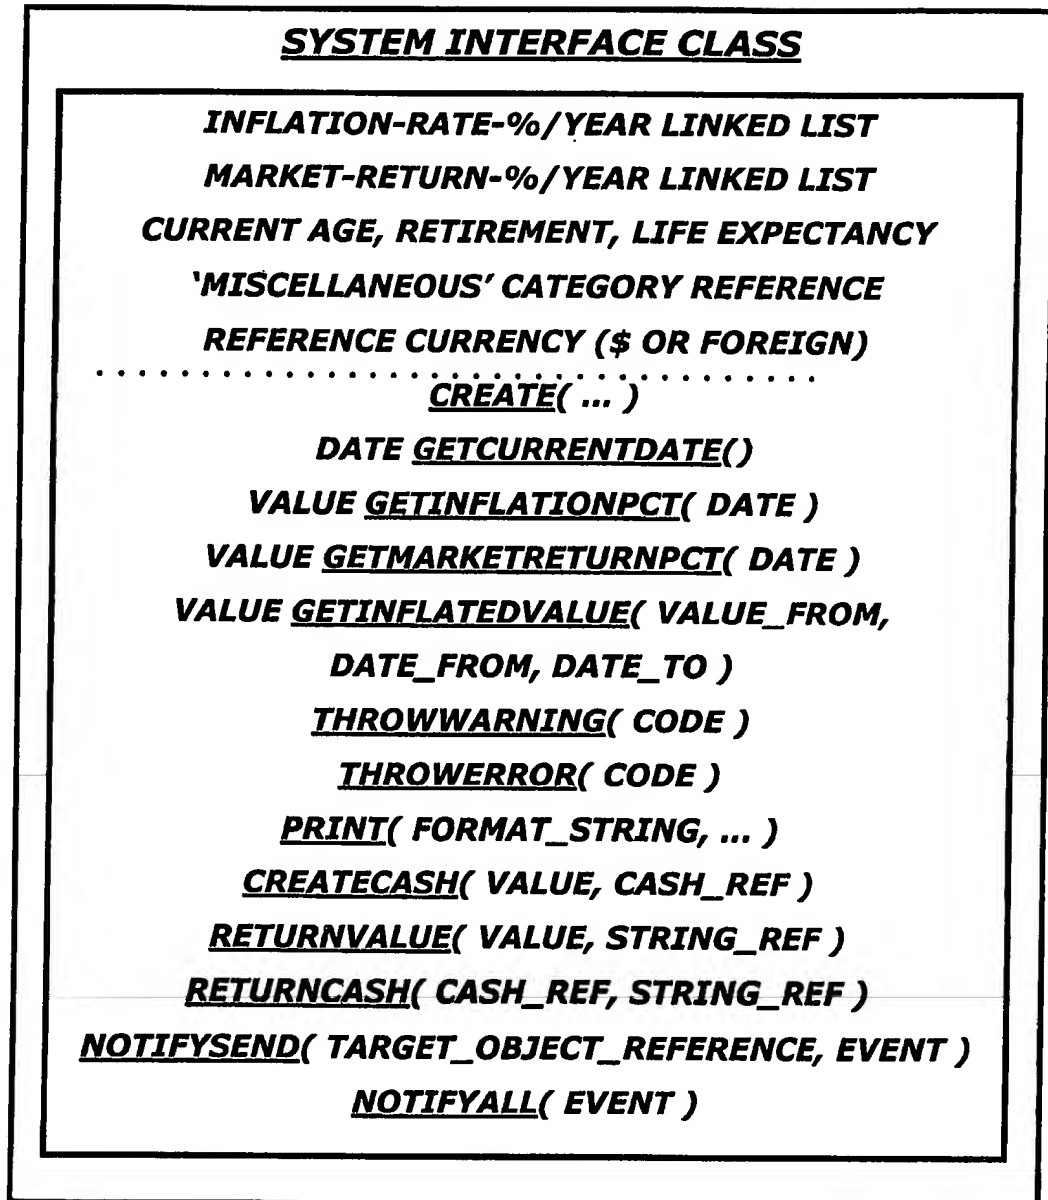 SYSTEM INTERFACE CLASS
INFLATION-RATE-%/YEAR LINKED LIST
MARKET-RETURN-%/YEAR LINKED LIST
CURRENT AGE, RETIREMENT, LIFE EXPECTANCY
‘MISCELLANEOUS’ CATEGORY REFERENCE
REFERENCE CURRENCY ($ OR FOREIGN)
CREATE( ... )
DATE GETCURRENTDATE()
VALUE GETINFLATIONPCT( DATE )
VALUE GETMARKETRETURNPCT( DATE )
VALUE GETINFLATEDVALUE( VALUE_FROM,
DATE_FROM, DATE_TO )
THROWWARNING( CODE )
THROWERROR( CODE )
PRINT( FORMAT_STRING, ... )
CREATECASH( VALUE, CASH_REF )
RETURNVALUE( VALUE, STRING_REF )
RETURNCASH( CASH_REF, STRING_REF )
NOTIFYSEND( TARGET_OBJECT_REFERENCE, EVENT )
NOTIFYALL( EVENT )